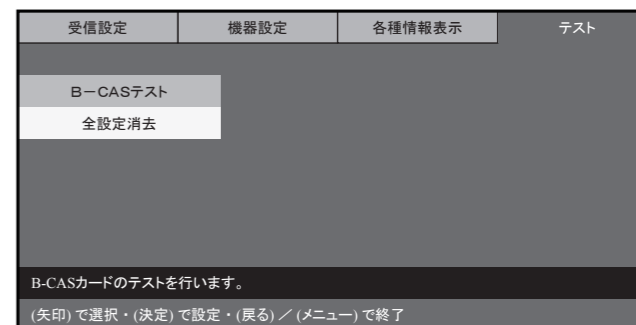 受信設定 機器設定 各種情報表示 テスト
B－CASテスト
全設定消去
B-CASカードのテストを行います。
(矢印) で選択・(決定) で設定・(戻る) ／ (メニュー) で終了